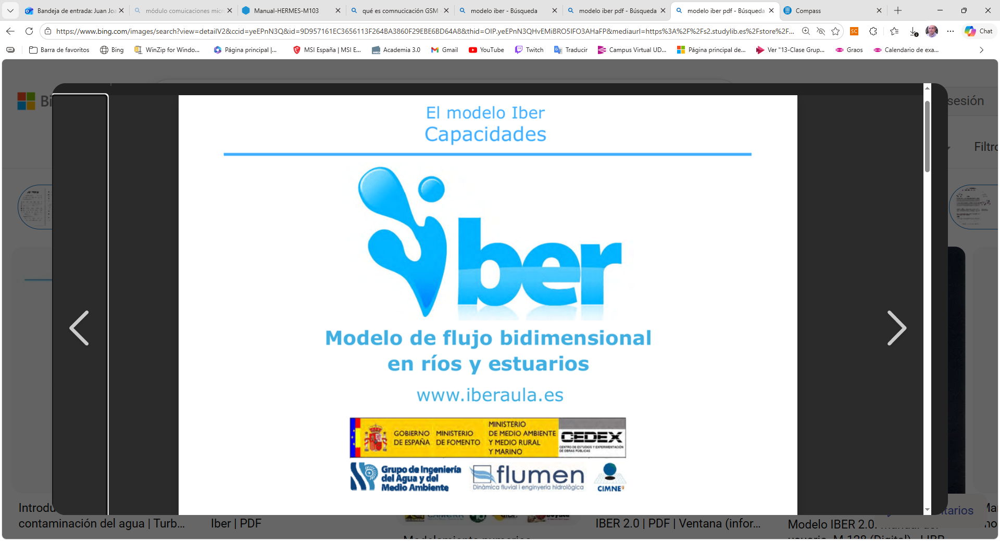 Bandeja de entrada: Juan Joa
módulo comuicaciones micro
Manual-HERMES-M103
qué es comnucicación GSM -
modelo iber - Búsqueda
modelo iber pdf - Búsqueda
modelo iber pdf - Búsqueda
Compass
https://www.bing.com/images/search?view=detailV2&ccid=yeEPnN3Q&id=9D957161EC3656113F264BA3860F29EBE6BD64A8&thid=OIP.yeEPnN3QHvEMiBRO5IFO3AHaFP&mediaurl=https%3A%2F%2Fs2.studylib.es%2Fstore%2F...
SC
Chat
Barra de favoritos
Bing
WinZip for Windo...
Página principal |...
MSI España | MSI E...
Academia 3.0
Gmail
YouTube
Twitch
Traducir
Campus Virtual UD...
Página principal de...
Ver "13-Clase Grup...
Graos
Calendario de exa...
Bi
sesión
Filtro
El modelo Iber
Capacidades
iber
Modelo de flujo bidimensional
en ríos y estuarios
www.iberaula.es
GOBIERNO
DE ESPAÑA
MINISTERIO
DE FOMENTO
MINISTERIO
DE MEDIO AMBIENTE
Y MEDIO RURAL
Y MARINO
CEDEX
CENTRO DE ESTUDIOS Y EXPERIMENTACIÓN
DE OBRAS PÚBLICAS
Grupo de Ingeniería
del Agua y del
Medio Ambiente
flumen
Dinàmica fluvial i enginyeria hidrològica
CIMNE
Introdu
contaminación del agua | Turb...
Iber | PDF
IBER 2.0 | PDF | Ventana (infor...
Modelo IBER 2.0.
tarios